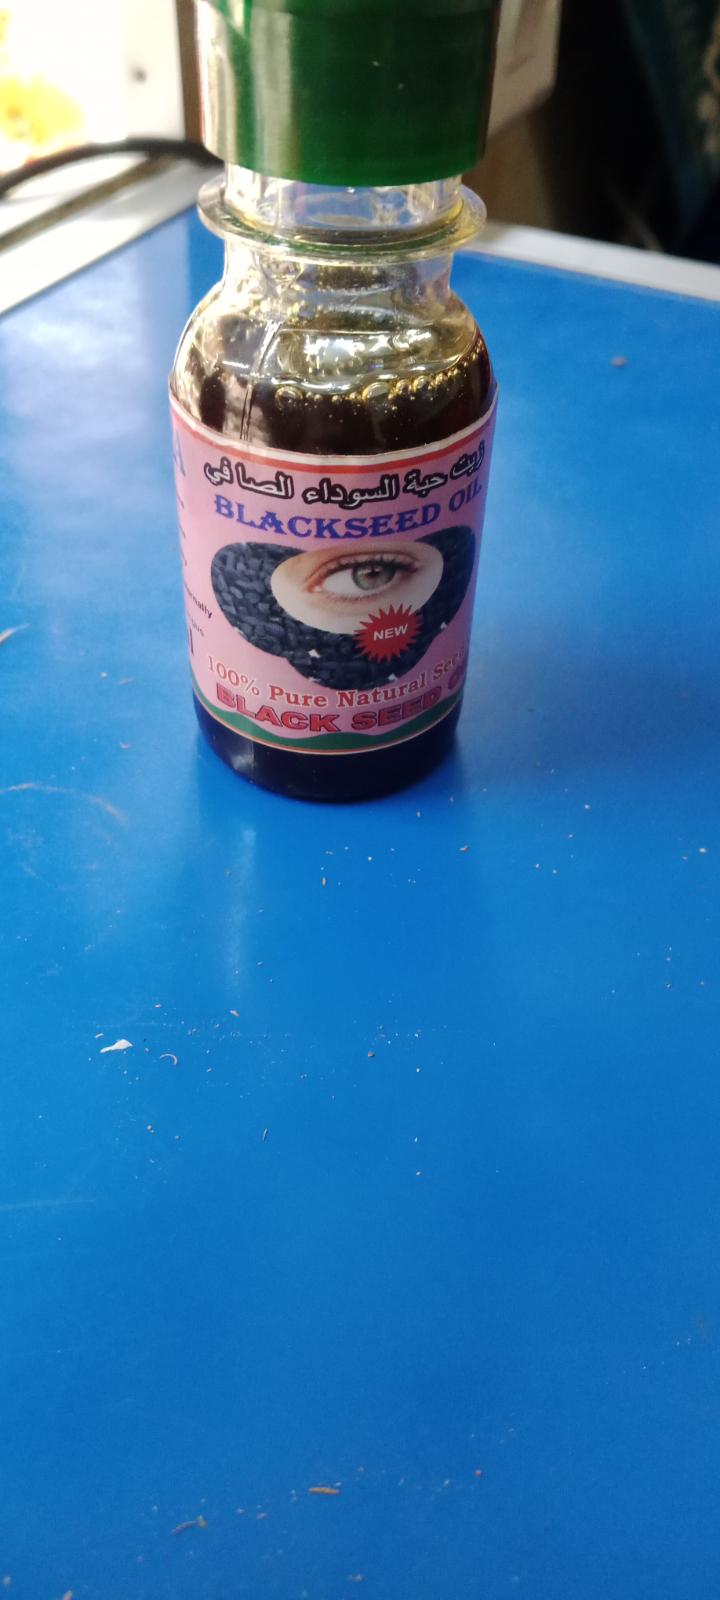 زيت حبة السوداء الصافي
BLACKSEED OIL
NEW
100% Pure Natural
BLACK SEED